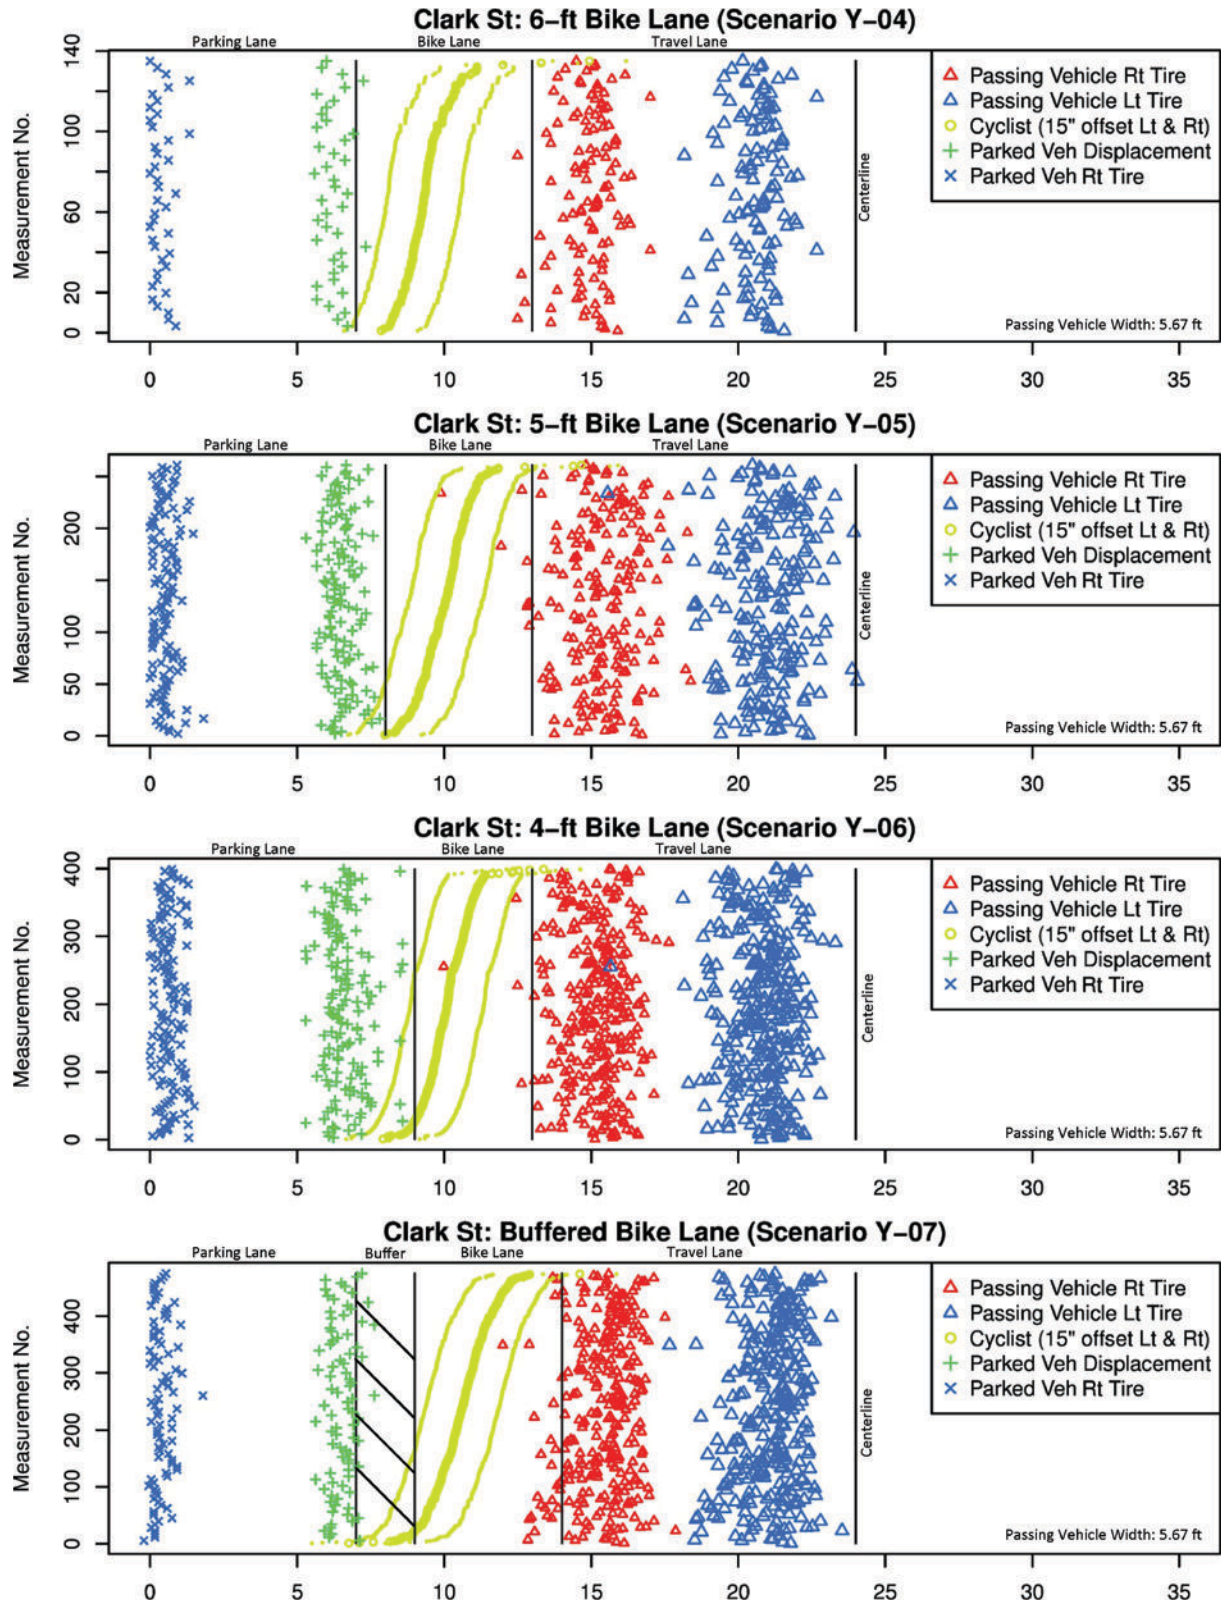 Clark St: 6-ft Bike Lane (Scenario Y-04)
Parking Lane Bike Lane Travel Lane
Measurement No.
140
100
60
20
0
Centerline
Passing Vehicle Rt Tire
Passing Vehicle Lt Tire
Cyclist (15" offset Lt & Rt)
Parked Veh Displacement
Parked Veh Rt Tire
Passing Vehicle Width: 5.67 ft
0 5 10 15 20 25 30 35
Clark St: 5-ft Bike Lane (Scenario Y-05)
Parking Lane Bike Lane Travel Lane
Measurement No.
200
100
50
0
Centerline
Passing Vehicle Rt Tire
Passing Vehicle Lt Tire
Cyclist (15" offset Lt & Rt)
Parked Veh Displacement
Parked Veh Rt Tire
Passing Vehicle Width: 5.67 ft
0 5 10 15 20 25 30 35
Clark St: 4-ft Bike Lane (Scenario Y-06)
Parking Lane Bike Lane Travel Lane
Measurement No.
400
300
200
100
0
Centerline
Passing Vehicle Rt Tire
Passing Vehicle Lt Tire
Cyclist (15" offset Lt & Rt)
Parked Veh Displacement
Parked Veh Rt Tire
Passing Vehicle Width: 5.67 ft
0 5 10 15 20 25 30 35
Clark St: Buffered Bike Lane (Scenario Y-07)
Parking Lane Buffer Bike Lane Travel Lane
Measurement No.
400
300
200
100
0
Centerline
Passing Vehicle Rt Tire
Passing Vehicle Lt Tire
Cyclist (15" offset Lt & Rt)
Parked Veh Displacement
Parked Veh Rt Tire
Passing Vehicle Width: 5.67 ft
0 5 10 15 20 25 30 35